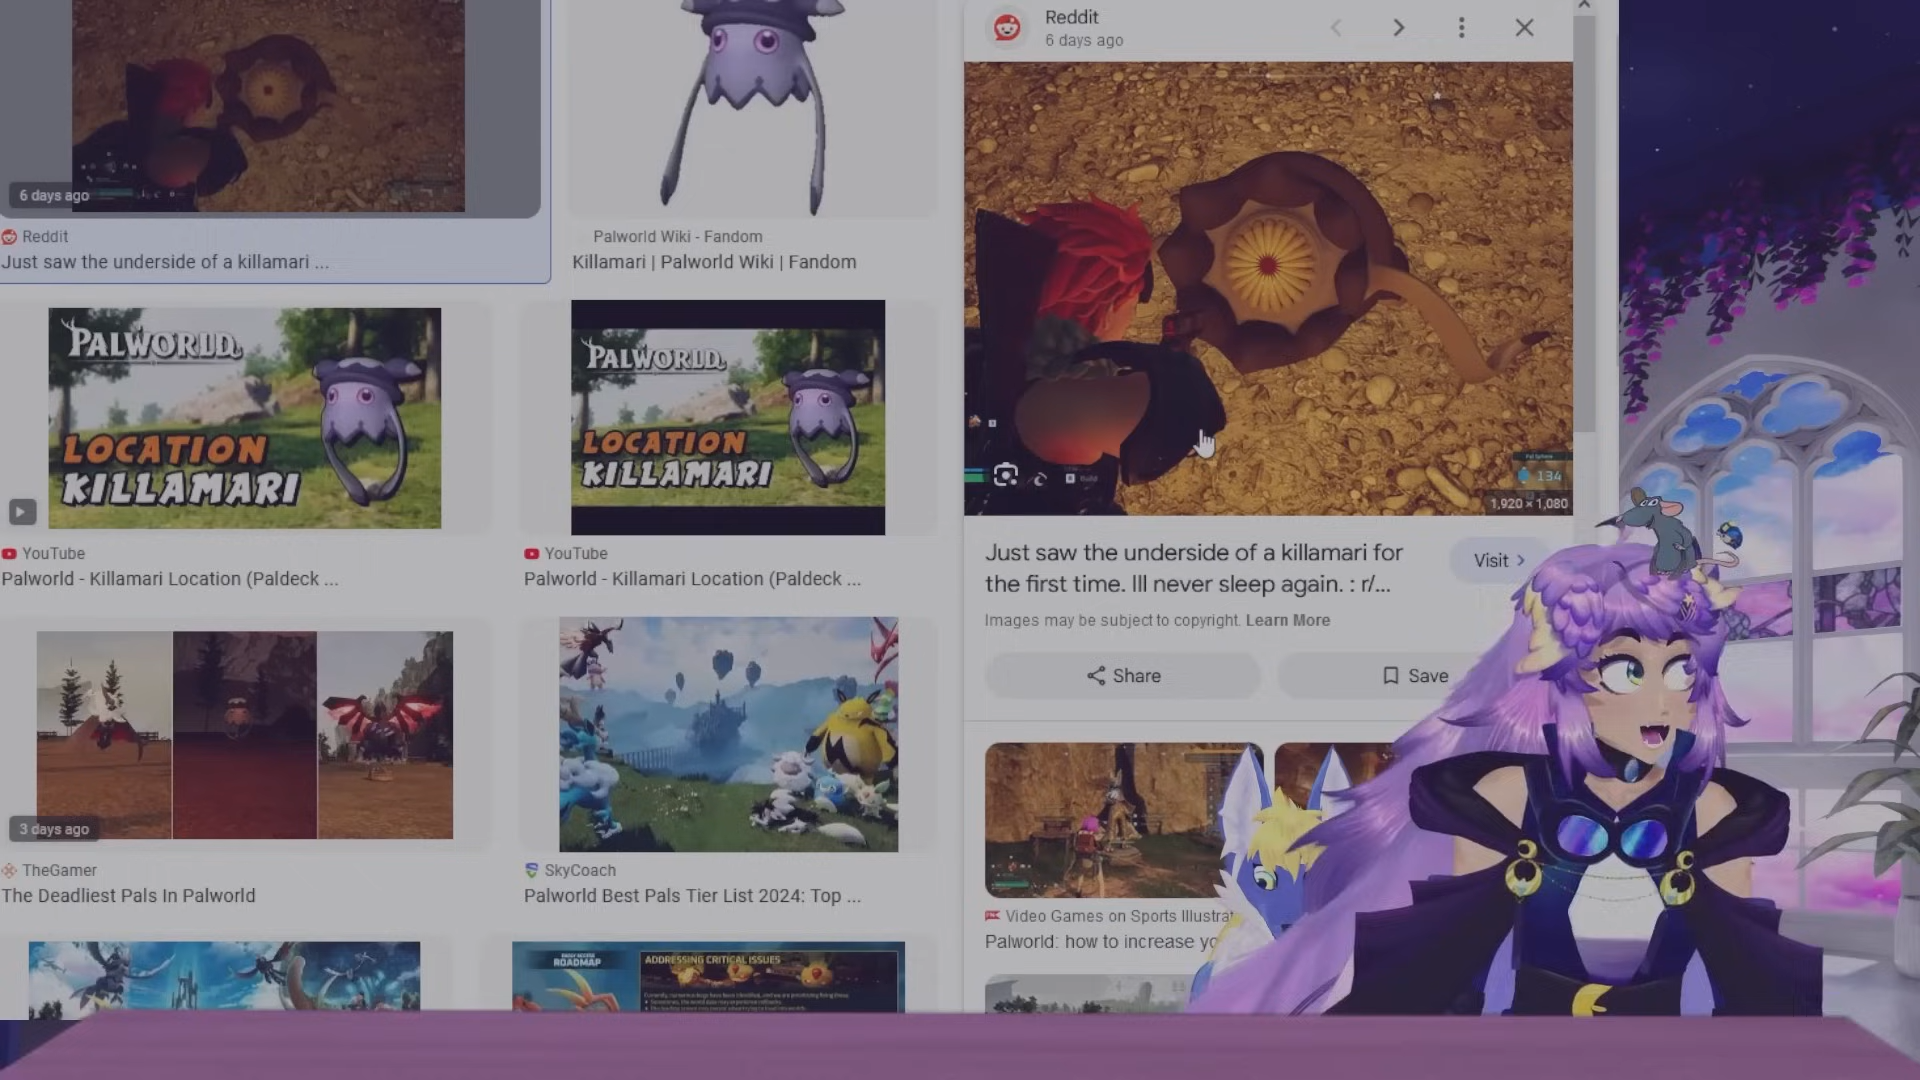 6 days ago
Reddit
Just saw the underside of a killamari ...
Palworld Wiki - Fandom
Killamari | Palworld Wiki | Fandom
PALWORLD
LOCATION
KILLAMARI
YouTube
Palworld - Killamari Location (Paldeck ...
PALWORLD
LOCATION
KILLAMARI
YouTube
Palworld - Killamari Location (Paldeck ...
3 days ago
TheGamer
The Deadliest Pals In Palworld
SkyCoach
Palworld Best Pals Tier List 2024: Top ...
ROADMAP
ADDRESSING CRITICAL ISSUES
Reddit
6 days ago
Build
Pal Sphere
134
1,920 × 1,080
Just saw the underside of a killamari for
the first time. Ill never sleep again. : r/...
Visit
Images may be subject to copyright. Learn More
Share
Save
Video Games on Sports Illustrat
Palworld: how to increase yo